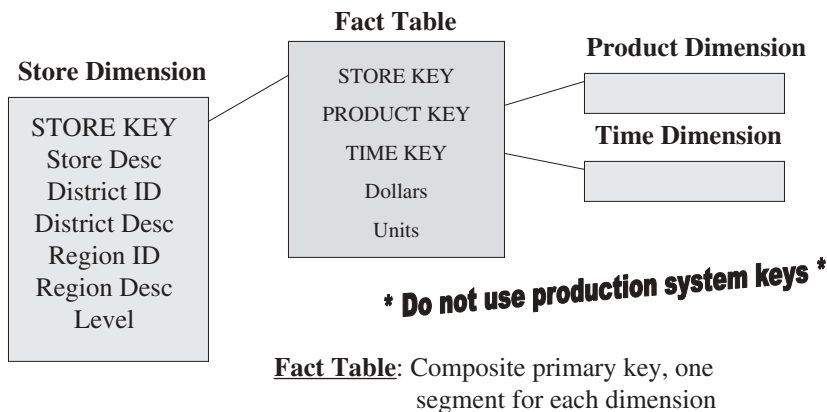 Fact Table
Product Dimension
Store Dimension
STORE KEY
PRODUCT KEY
TIME KEY
Dollars
Units
Time Dimension
STORE KEY
Store Desc
District ID
District Desc
Region ID
Region Desc
Level
* Do not use production system keys *
Fact Table: Composite primary key, one
segment for each dimension